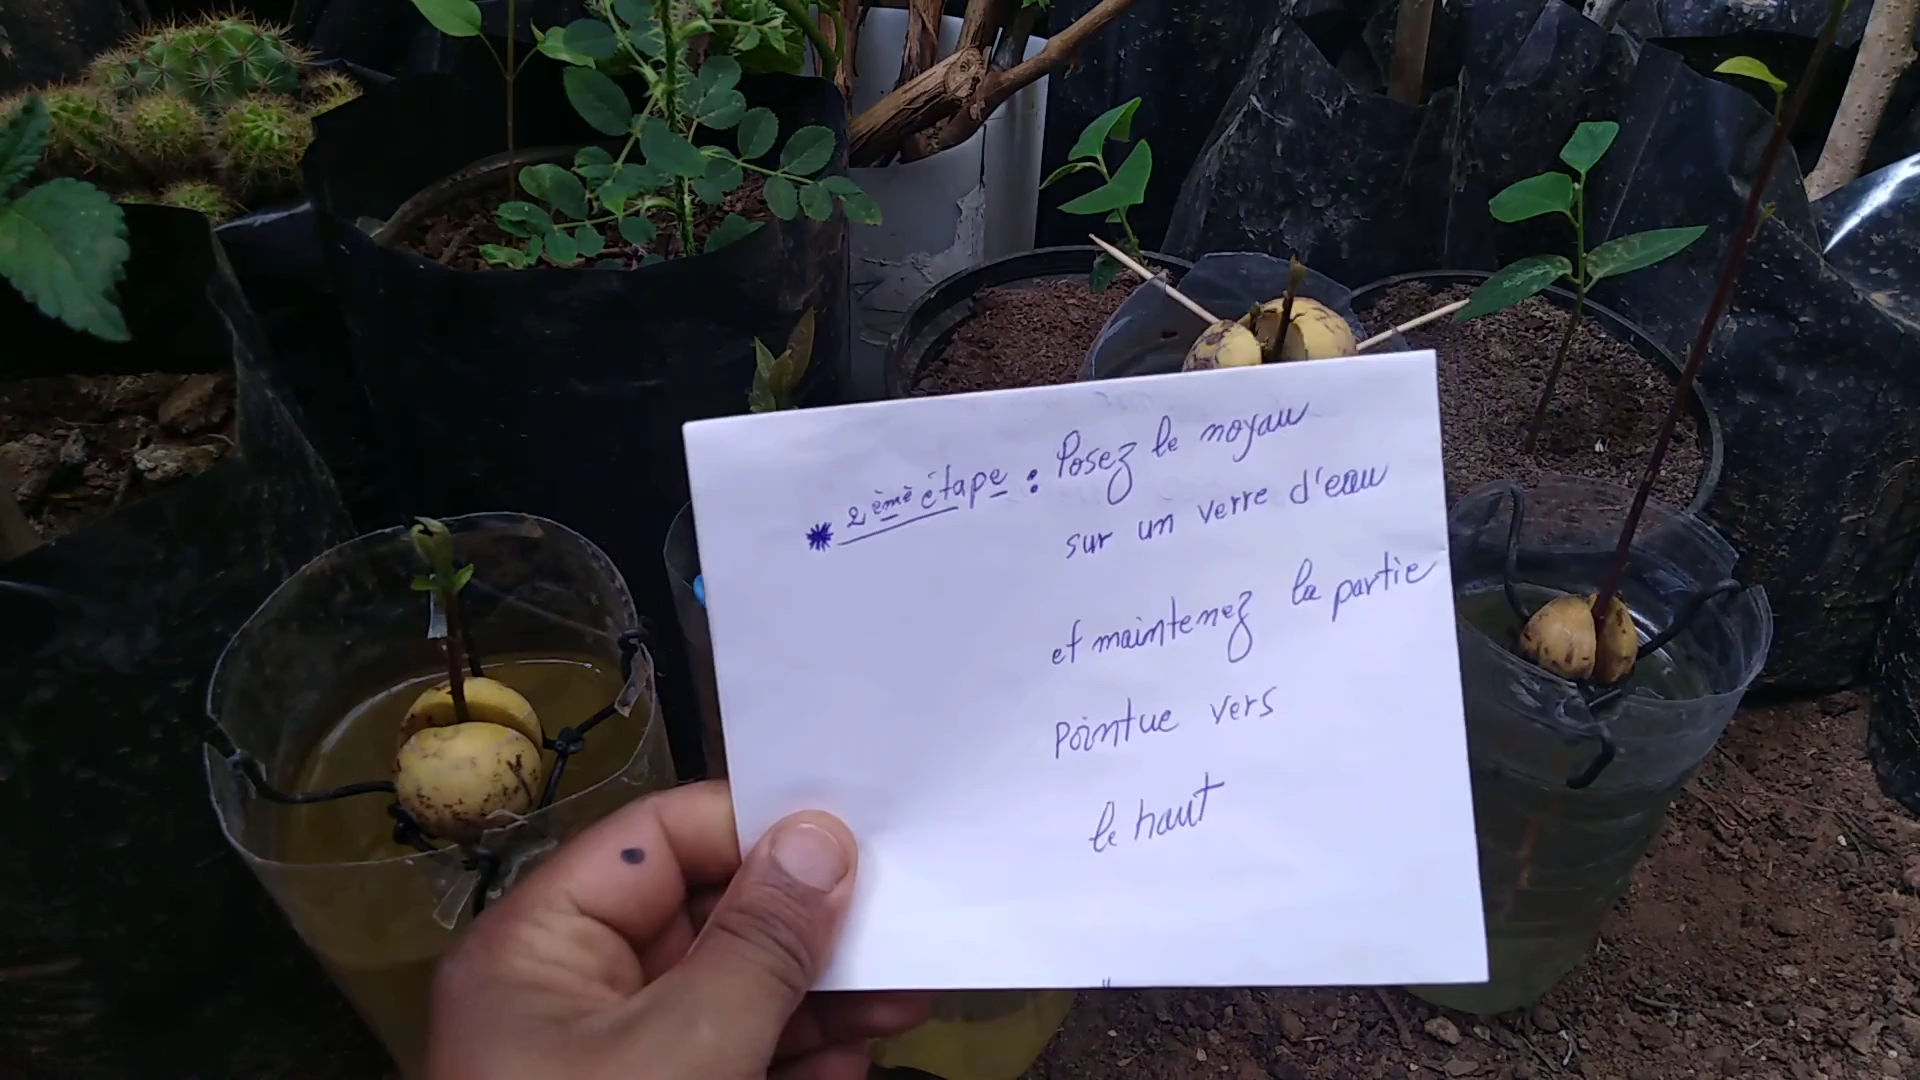 * 2ème étape : Posez le noyau
sur un verre d'eau
et maintenez la partie
pointue vers
le haut